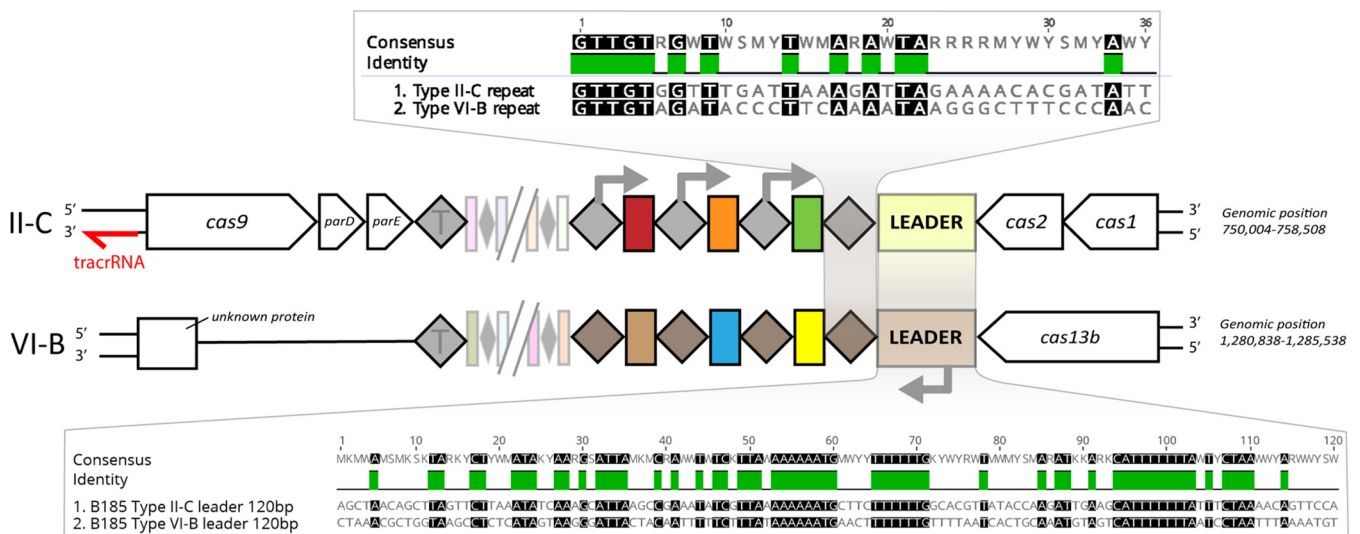 1 10 20 30 36
Consensus GTTGTRGWTWSMYTWMARAWTARRRRMYWYSMYAWY
Identity
1. Type II-C repeat GTTGTGGTTTGATTAAAGATTAGAAAACACGATATT
2. Type VI-B repeat GTTGTAGATACCCTTCAAAATAAGGGCTTTCCCAAC
II-C 5′ 3′ cas9 parD parE T LEADER cas2 cas1 3′ 5′
Genomic position
750,004-758,508
tracrRNA
unknown protein
VI-B 5′ 3′ T LEADER cas13b 3′ 5′
Genomic position
1,280,838-1,285,538
1 10 20 30 40 50 60 70 80 90 100 110 120
Consensus
Identity
1. B185 Type II-C leader 120bp
2. B185 Type VI-B leader 120bp